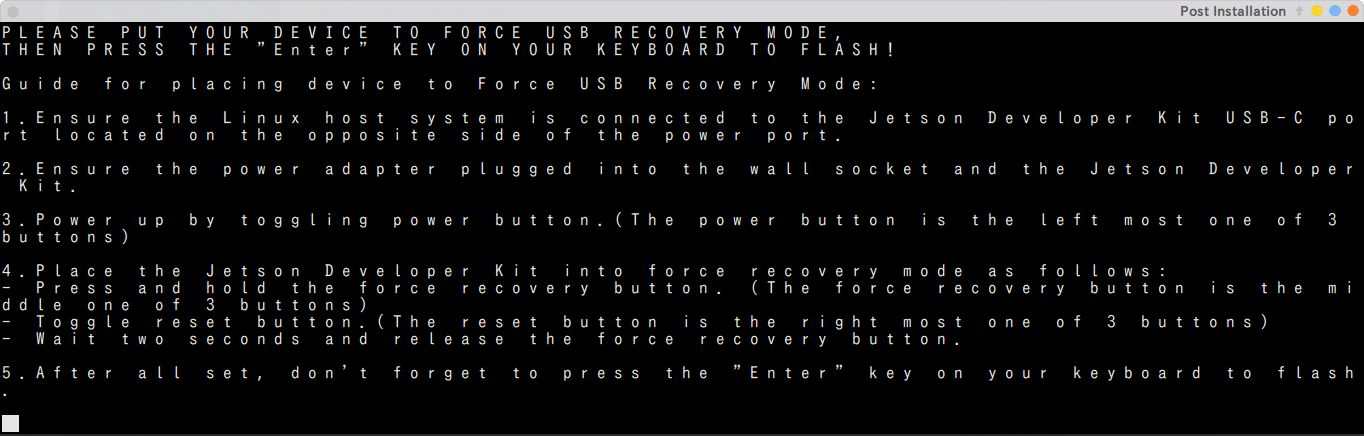 Post Installation
PLEASE PUT YOUR DEVICE TO FORCE USB RECOVERY MODE,
THEN PRESS THE "Enter" KEY ON YOUR KEYBOARD TO FLASH!
Guide for placing device to Force USB Recovery Mode:
1.Ensure the Linux host system is connected to the Jetson Developer Kit USB-C po
rt located on the opposite side of the power port.
2.Ensure the power adapter plugged into the wall socket and the Jetson Developer
 Kit.
3.Power up by toggling power button.(The power button is the left most one of 3
buttons)
4.Place the Jetson Developer Kit into force recovery mode as follows:
- Press and hold the force recovery button. (The force recovery button is the mi
ddle one of 3 buttons)
- Toggle reset button.(The reset button is the right most one of 3 buttons)
- Wait two seconds and release the force recovery button.
5.After all set, don't forget to press the "Enter" key on your keyboard to flash
.